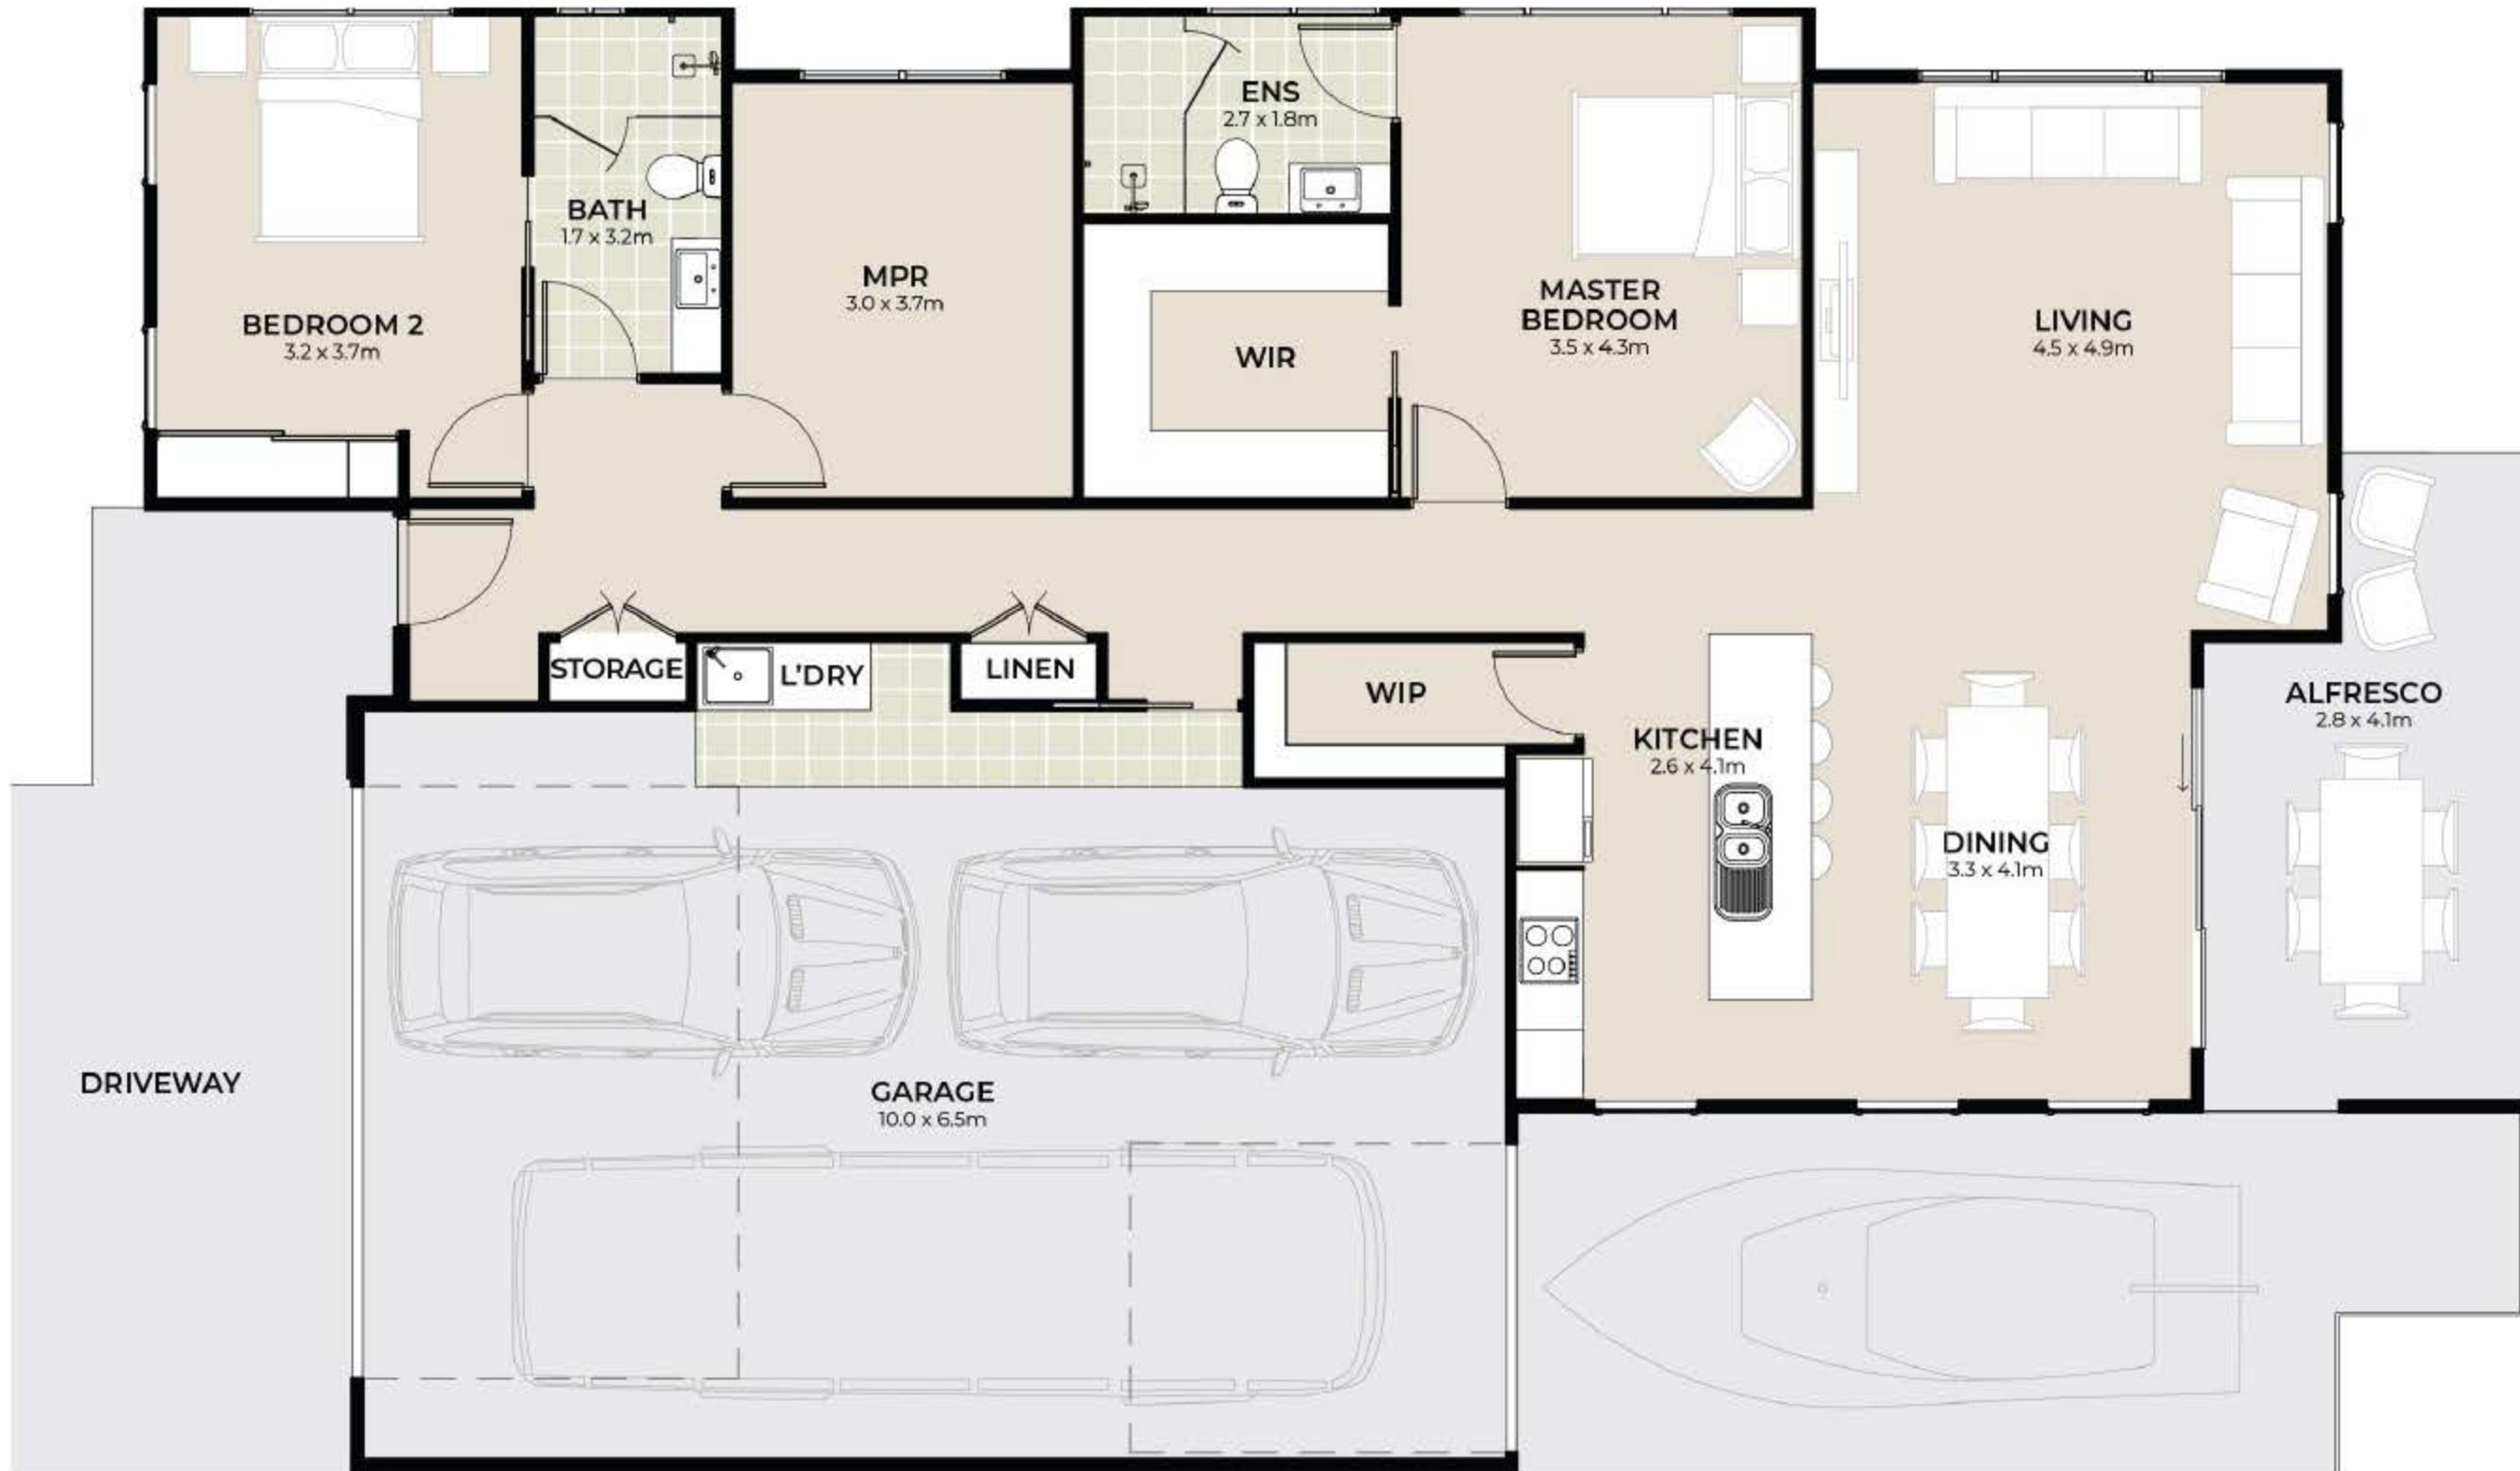 ENS
2.7 x 1.8m
BATH
1.7 x 3.2m
MPR
3.0 x 3.7m
MASTER
BEDROOM
3.5 x 4.3m
BEDROOM 2
3.2 x 3.7m
LIVING
4.5 x 4.9m
WIR
STORAGE
L'DRY
LINEN
WIP
ALFRESCO
2.8 x 4.1m
KITCHEN
2.6 x 4.1m
DINING
3.3 x 4.1m
DRIVEWAY
GARAGE
10.0 x 6.5m